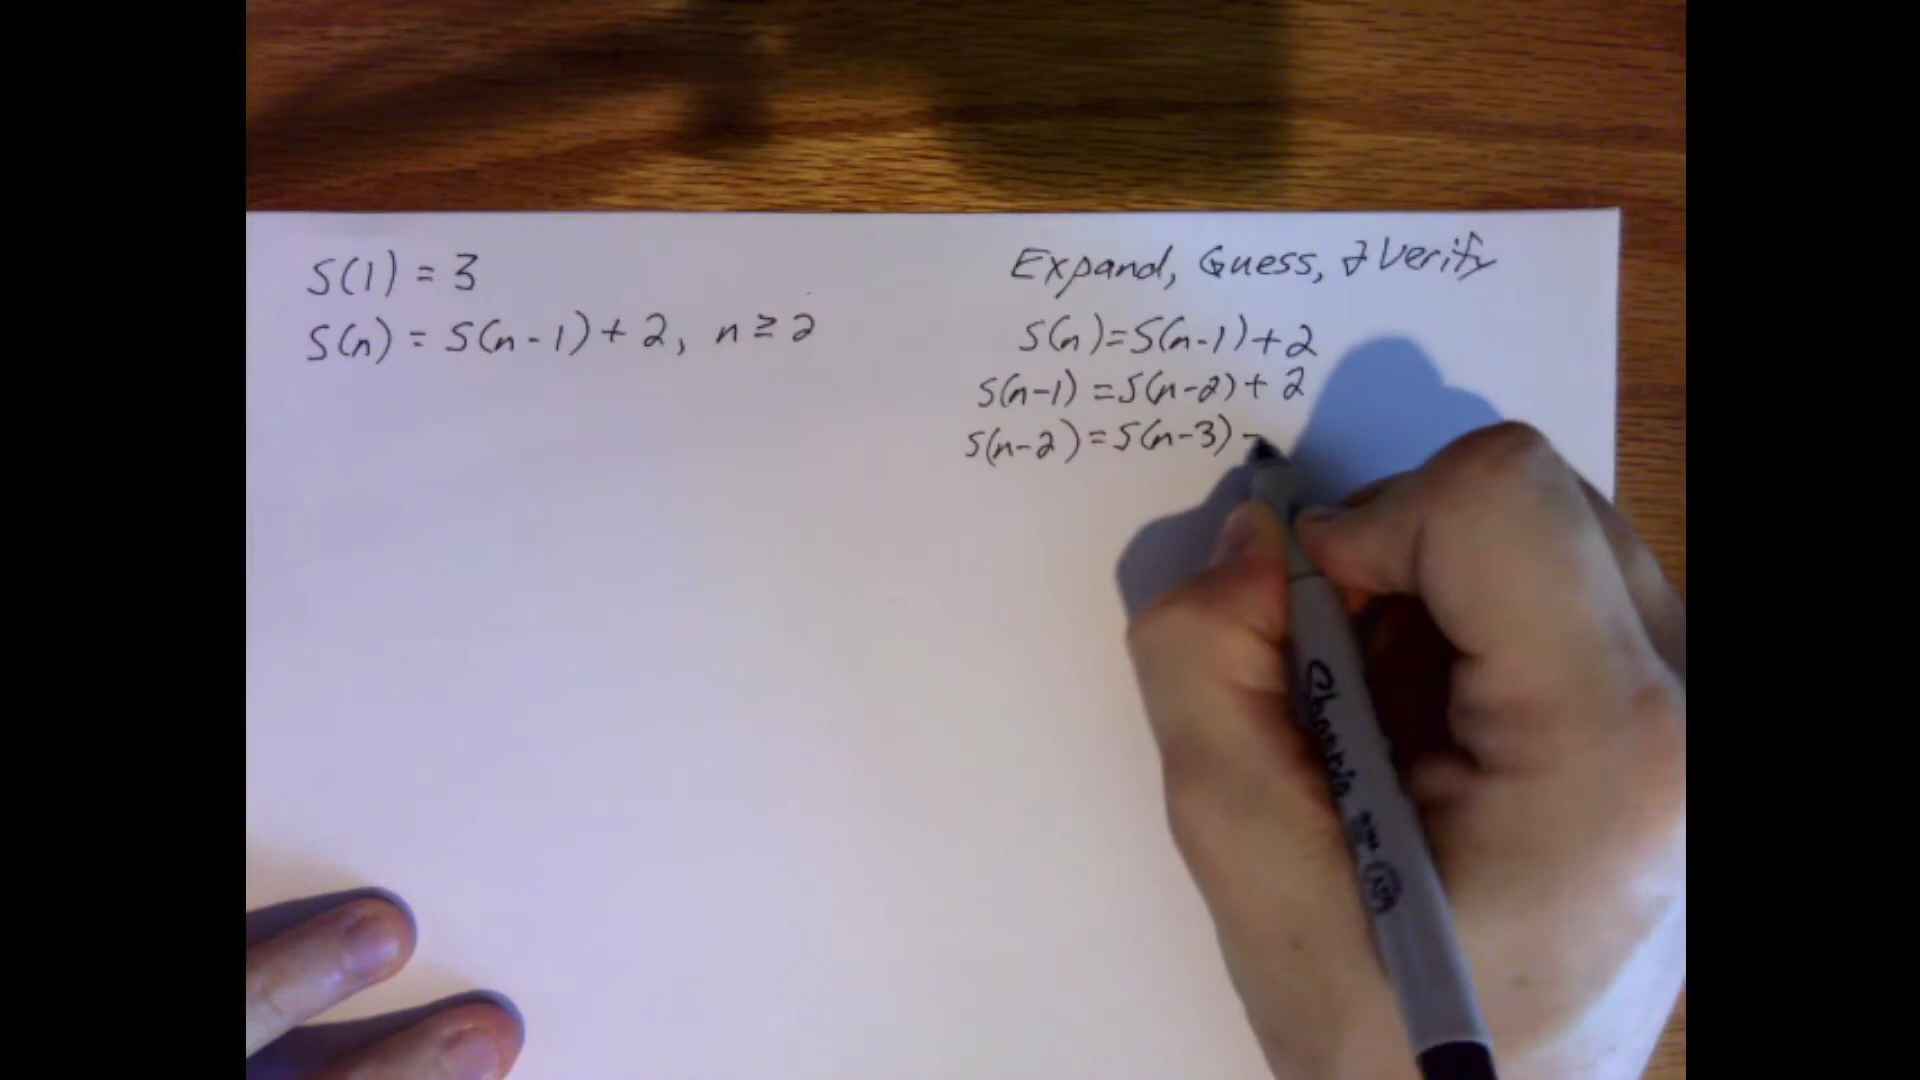 S(1) = 3
S(n) = S(n-1) + 2, n ≥ 2
Expand, Guess, & Verify
S(n) = S(n-1) + 2
S(n-1) = S(n-2) + 2
S(n-2) = S(n-3) -
Sharpie